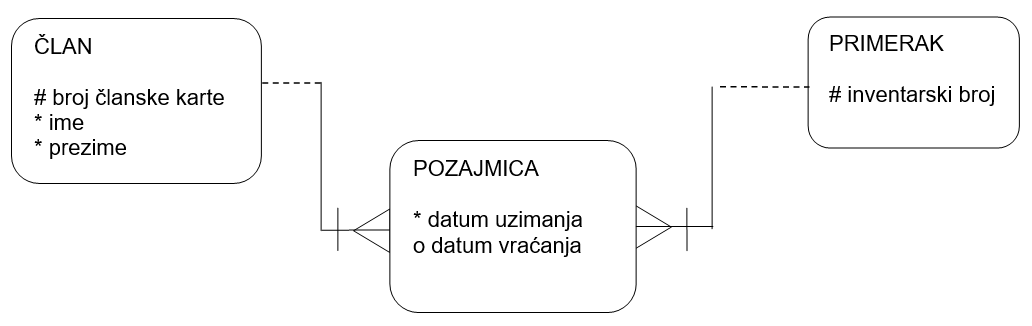 ČLAN
# broj članske karte
* ime
* prezime
POZAJMICA
* datum uzimanja
o datum vraćanja
PRIMERAK
# inventarski broj